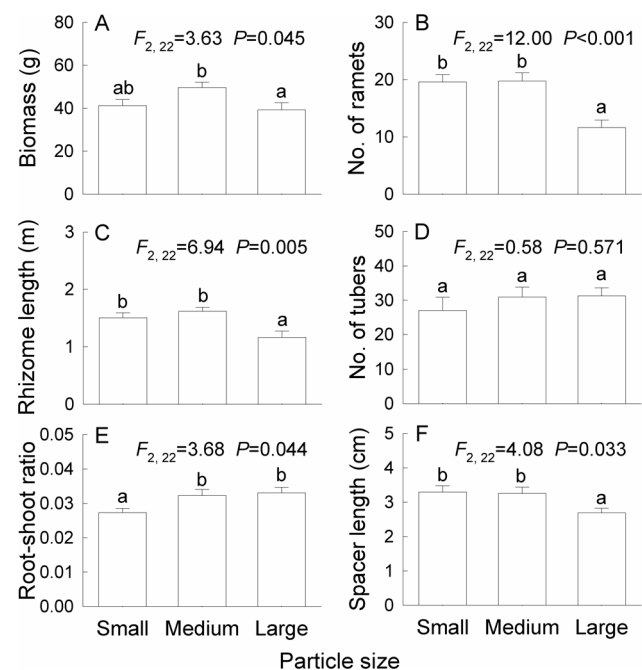 A
F2, 22=3.63 P=0.045
80
60
40
20
0
Biomass (g)
ab
b
a
B
F2, 22=12.00 P<0.001
30
20
10
0
No. of ramets
b
b
a
C
F2, 22=6.94 P=0.005
3
2
1
0
Rhizome length (m)
b
b
a
D
F2, 22=0.58 P=0.571
50
40
30
20
10
0
No. of tubers
a
a
a
E
F2, 22=3.68 P=0.044
0.05
0.04
0.03
0.02
0.01
0.00
Root-shoot ratio
a
b
b
F
F2, 22=4.08 P=0.033
5
4
3
2
1
0
Spacer length (cm)
b
b
a
Small Medium Large
Small Medium Large
Particle size